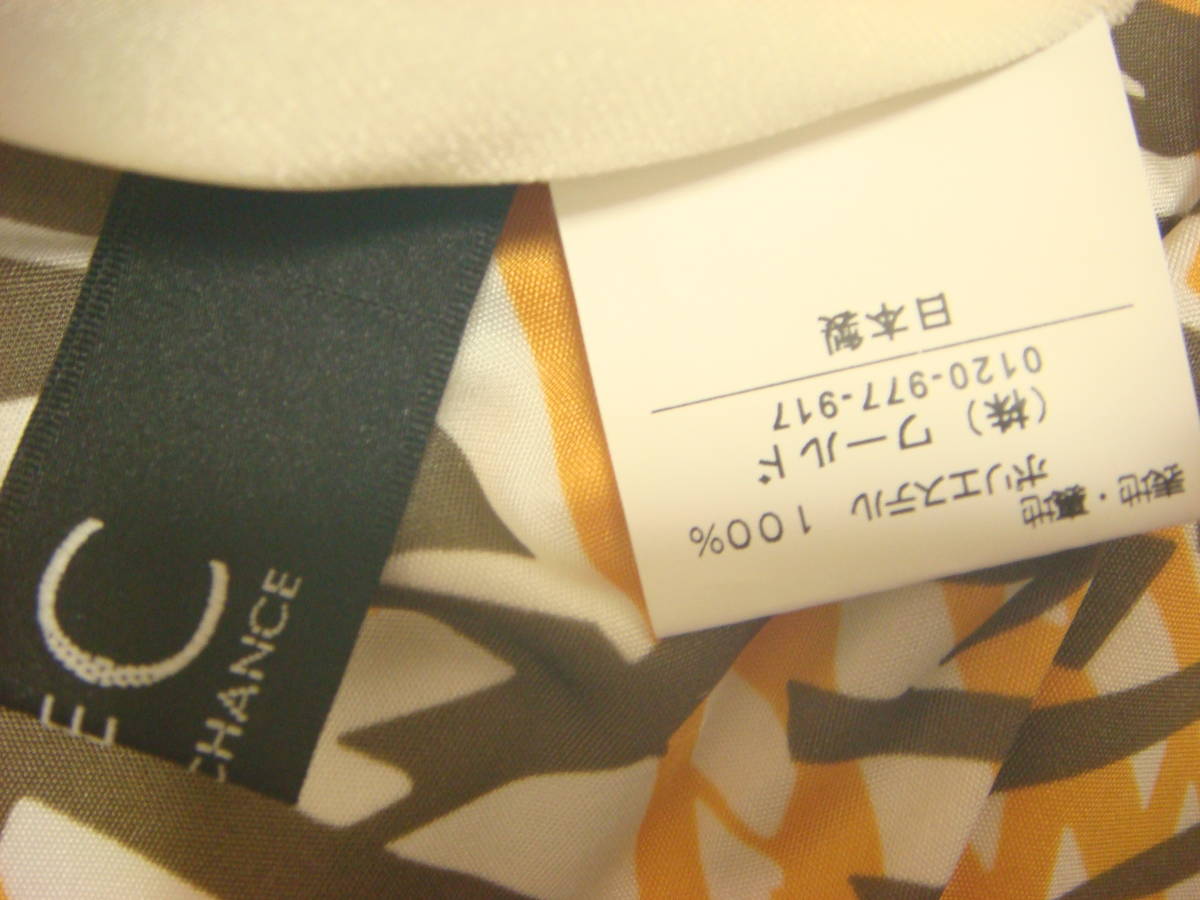 表地・裏地
ポリエステル 100%
(株) ワールド
0120-977-917
日本製
EC
CHANCE